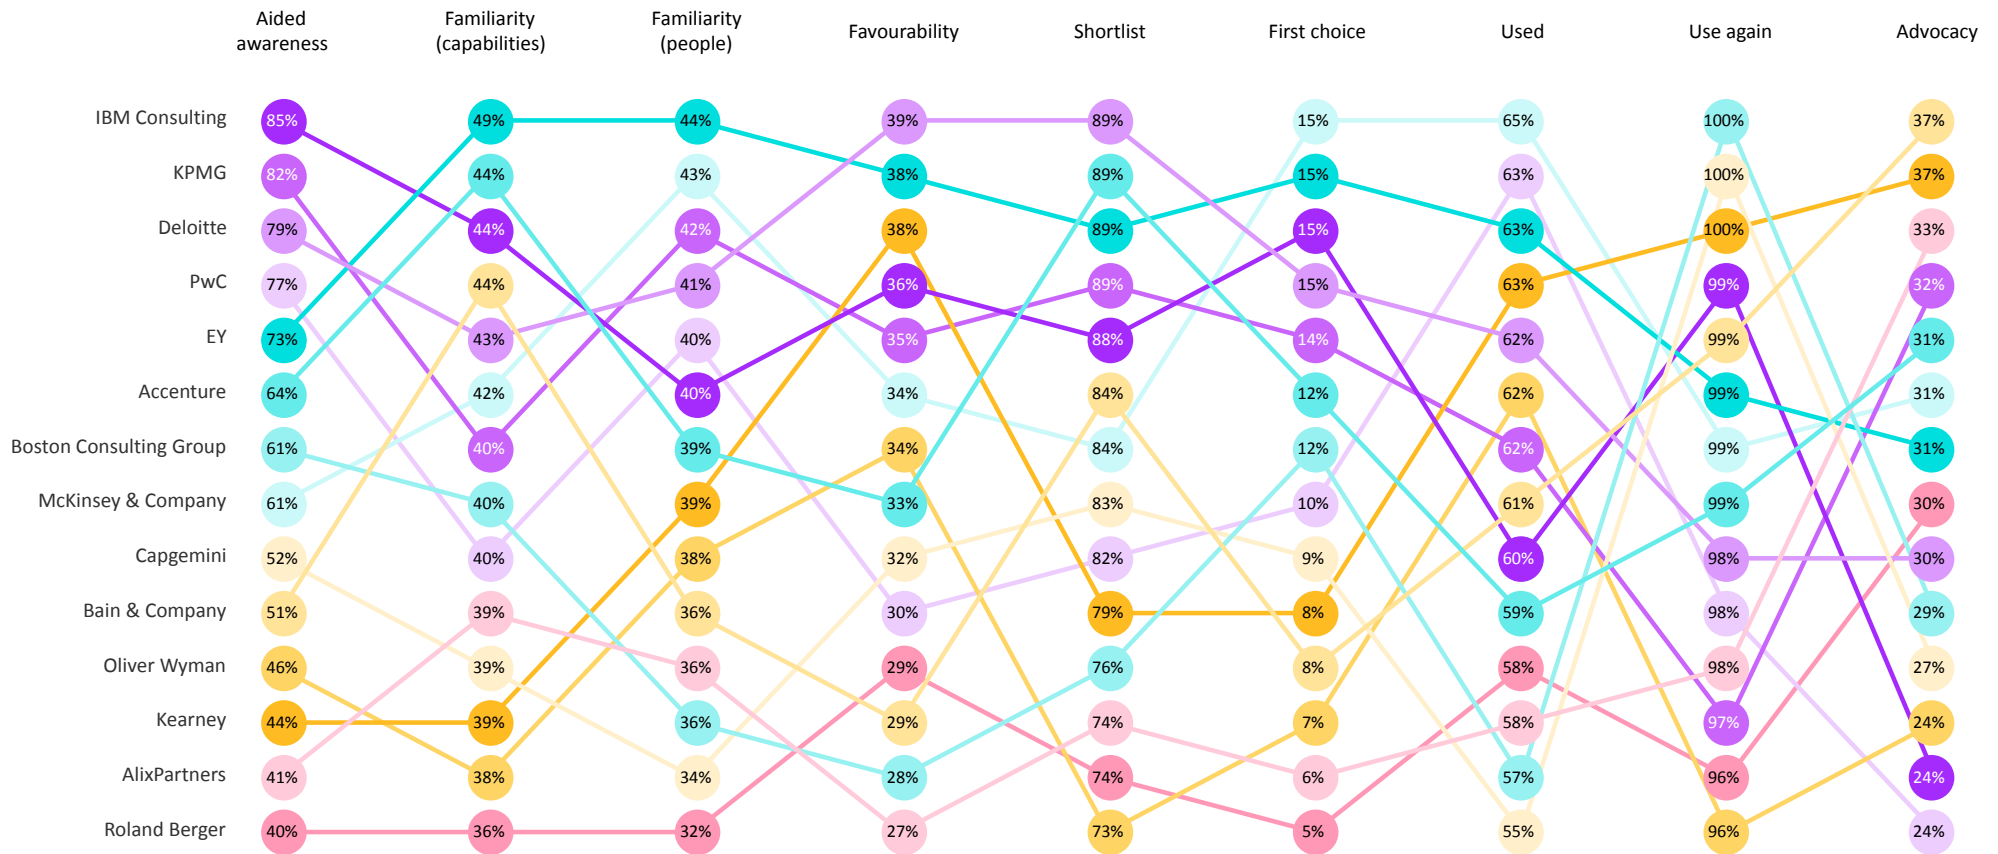 Aided awareness
Familiarity (capabilities)
Familiarity (people)
Favourability
Shortlist
First choice
Used
Use again
Advocacy
IBM Consulting 85% 49% 44% 39% 89% 15% 65% 100% 37%
KPMG 82% 44% 43% 38% 89% 15% 63% 100% 37%
Deloitte 79% 44% 42% 38% 89% 15% 63% 100% 33%
PwC 77% 44% 41% 36% 89% 15% 63% 99% 32%
EY 73% 43% 40% 35% 88% 14% 62% 99% 31%
Accenture 64% 42% 40% 34% 84% 12% 62% 99% 31%
Boston Consulting Group 61% 40% 39% 34% 84% 12% 62% 99% 31%
McKinsey & Company 61% 40% 39% 33% 83% 10% 61% 99% 30%
Capgemini 52% 40% 38% 32% 82% 9% 60% 98% 30%
Bain & Company 51% 39% 36% 30% 79% 8% 59% 98% 29%
Oliver Wyman 46% 39% 36% 29% 76% 8% 58% 98% 27%
Kearney 44% 39% 36% 29% 74% 7% 58% 97% 24%
AlixPartners 41% 38% 34% 28% 74% 6% 57% 96% 24%
Roland Berger 40% 36% 32% 27% 73% 5% 55% 96% 24%